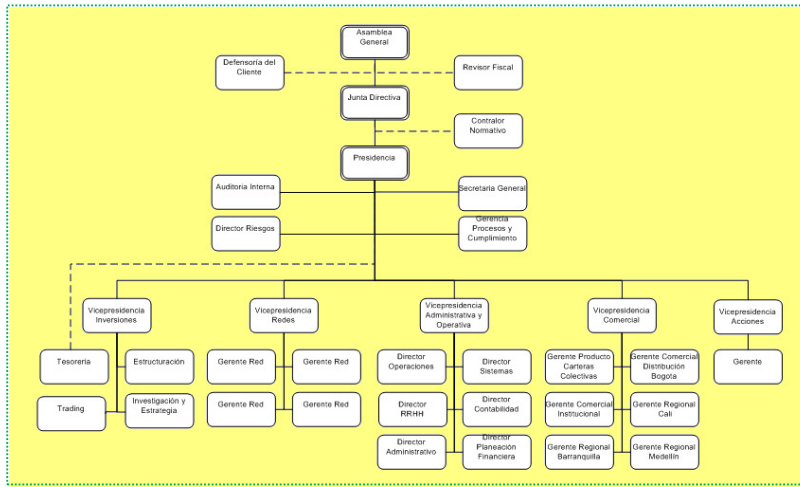 Asamblea
General
Defensoría del
Cliente
Revisor Fiscal
Junta Directiva
Contralor
Normativo
Presidencia
Auditoria Interna
Secretaria General
Director Riesgos
Gerencia
Procesos y
Cumplimiento
Vicepresidencia
Inversiones
Vicepresidencia
Redes
Vicepresidencia
Administrativa y
Operativa
Vicepresidencia
Comercial
Vicepresidencia
Acciones
Tesoreria
Estructuración
Gerente Red
Gerente Red
Director
Operaciones
Director
Sistemas
Gerente Producto
Carteras
Colectivas
Gerente Comercial
Distribución
Bogota
Gerente
Trading
Investigación y
Estrategia
Gerente Red
Gerente Red
Director
RRHH
Director
Contabilidad
Gerente Comercial
Institucional
Gerente Regional
Cali
Director
Administrativo
Director
Planeación
Financiera
Gerente Regional
Barranquilla
Gerente Regional
Medellín